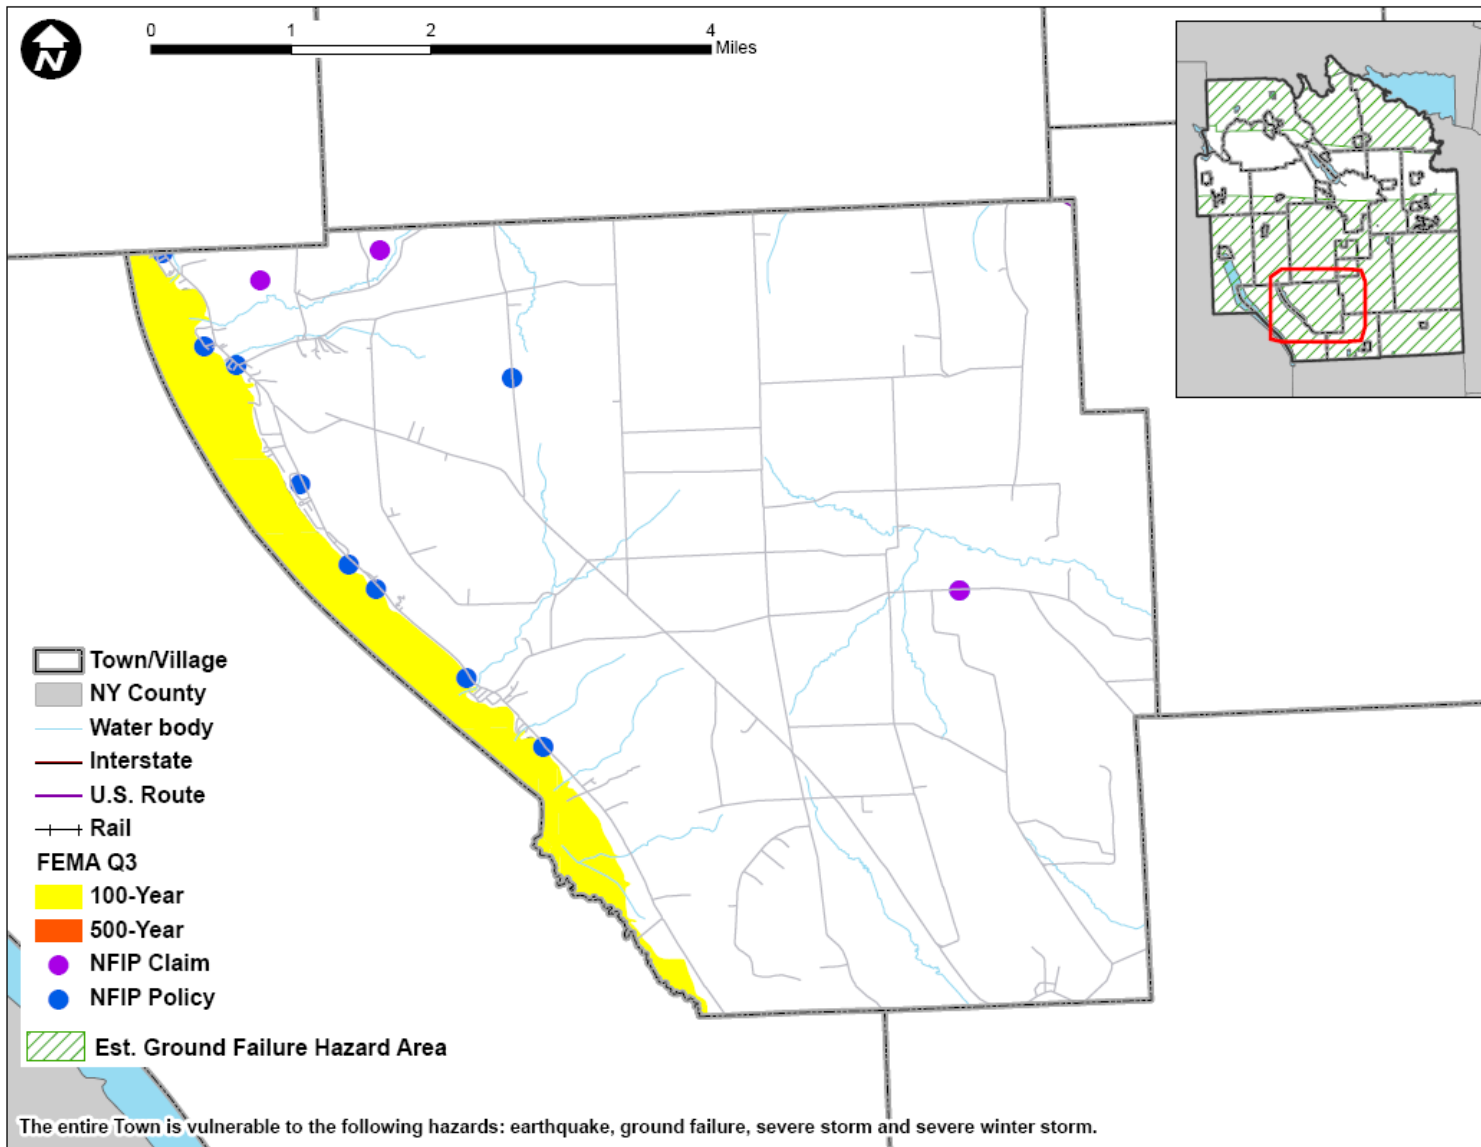 N
0 1 2 4
Miles
Town/Village
NY County
Water body
Interstate
U.S. Route
Rail
FEMA Q3
100-Year
500-Year
NFIP Claim
NFIP Policy
Est. Ground Failure Hazard Area
The entire Town is vulnerable to the following hazards: earthquake, ground failure, severe storm and severe winter storm.